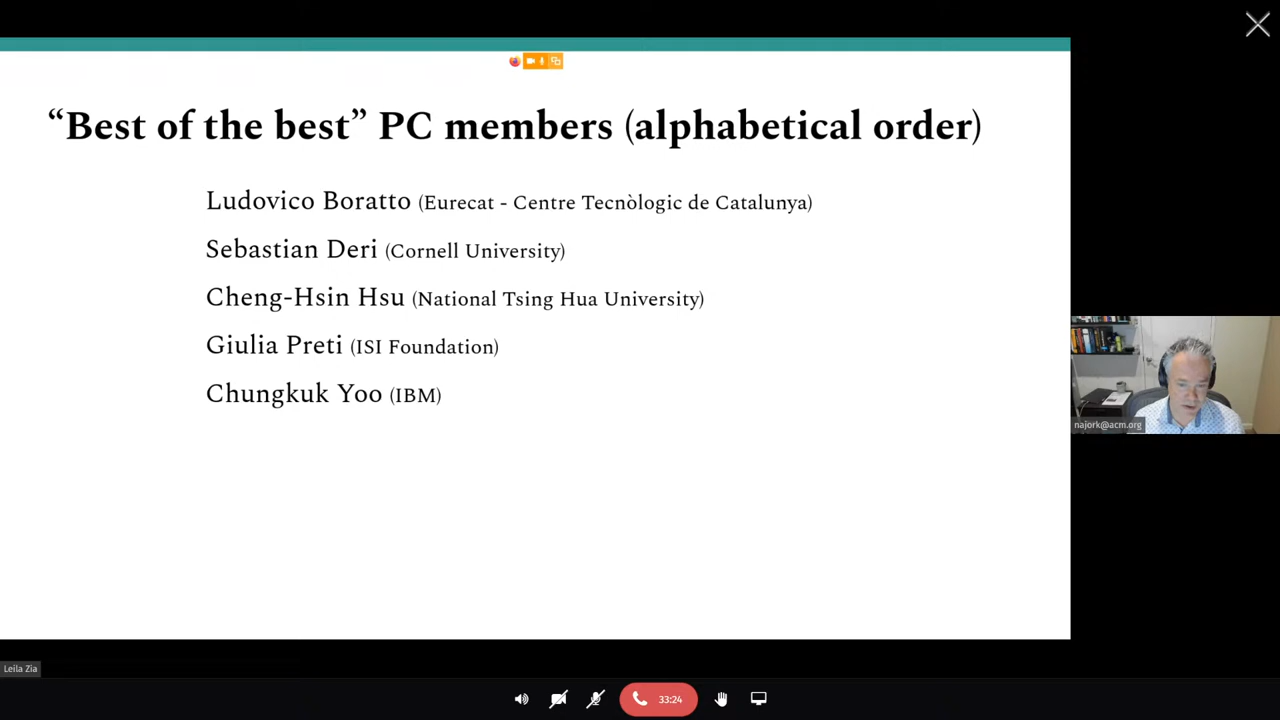 “Best of the best” PC members (alphabetical order)
Ludovico Boratto (Eurecat - Centre Tecnòlogic de Catalunya)
Sebastian Deri (Cornell University)
Cheng-Hsin Hsu (National Tsing Hua University)
Giulia Preti (ISI Foundation)
Chungkuk Yoo (IBM)
najork@acm.org
Leila Zia
33:24